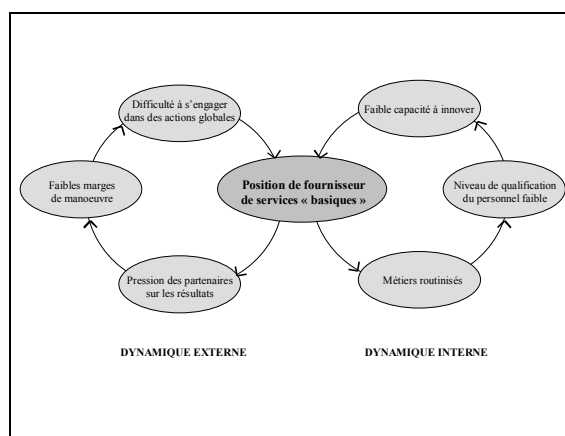 Difficulté à s'engager
dans des actions globales
Faible capacité à innover
Faibles marges
de manoeuvre
Position de fournisseur
de services « basiques »
Niveau de qualification
du personnel faible
Pression des partenaires
sur les résultats
Métiers routinisés
DYNAMIQUE EXTERNE
DYNAMIQUE INTERNE